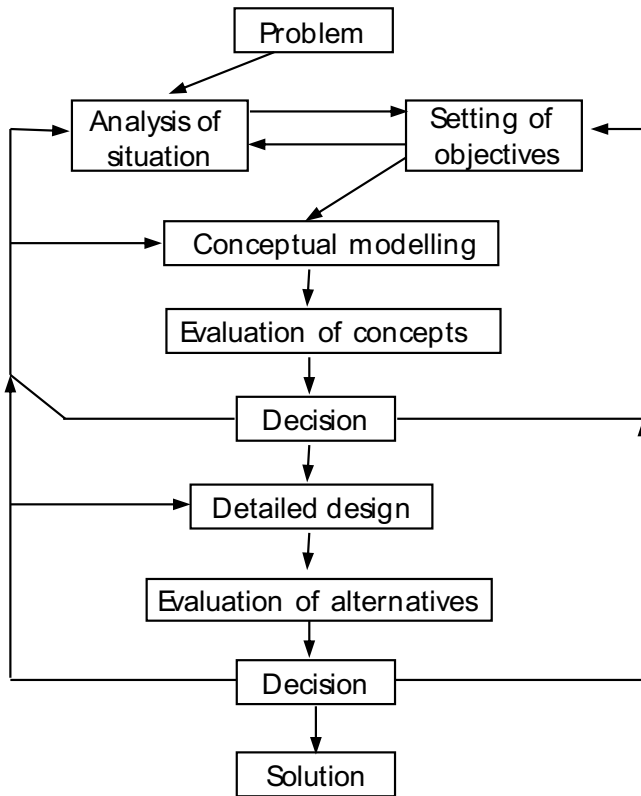 Problem
Analysis of
situation
Setting of
objectives
Conceptual modelling
Evaluation of concepts
Decision
Detailed design
Evaluation of alternatives
Decision
Solution